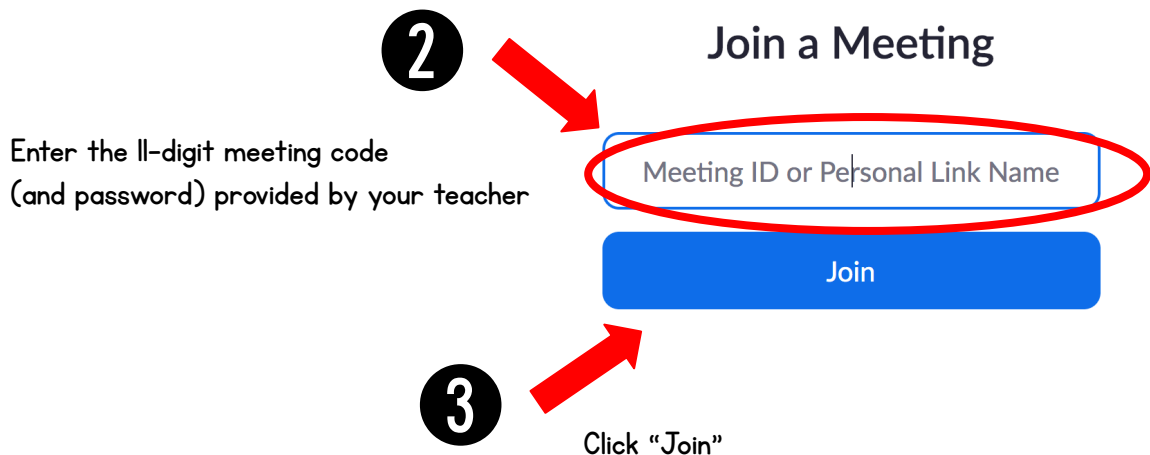 2
Join a Meeting
Enter the 11-digit meeting code
(and password) provided by your teacher
Meeting ID or Personal Link Name
Join
3
Click “Join”